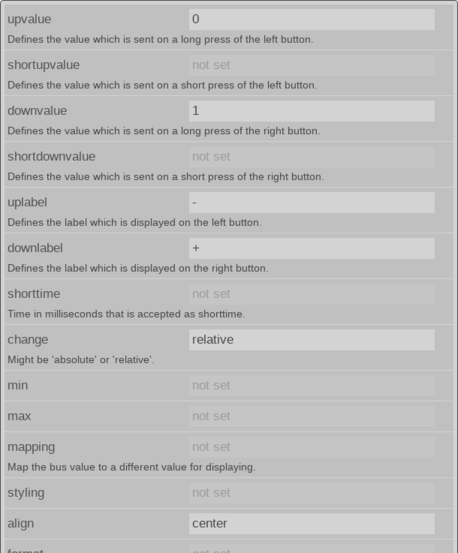 upvalue 0
Defines the value which is sent on a long press of the left button.
shortupvalue not set
Defines the value which is sent on a short press of the left button.
downvalue 1
Defines the value which is sent on a long press of the right button.
shortdownvalue not set
Defines the value which is sent on a short press of the right button.
uplabel -
Defines the label which is displayed on the left button.
downlabel +
Defines the label which is displayed on the right button.
shorttime not set
Time in milliseconds that is accepted as shorttime.
change relative
Might be 'absolute' or 'relative'.
min not set
max not set
mapping not set
Map the bus value to a different value for displaying.
styling not set
align center
format not set